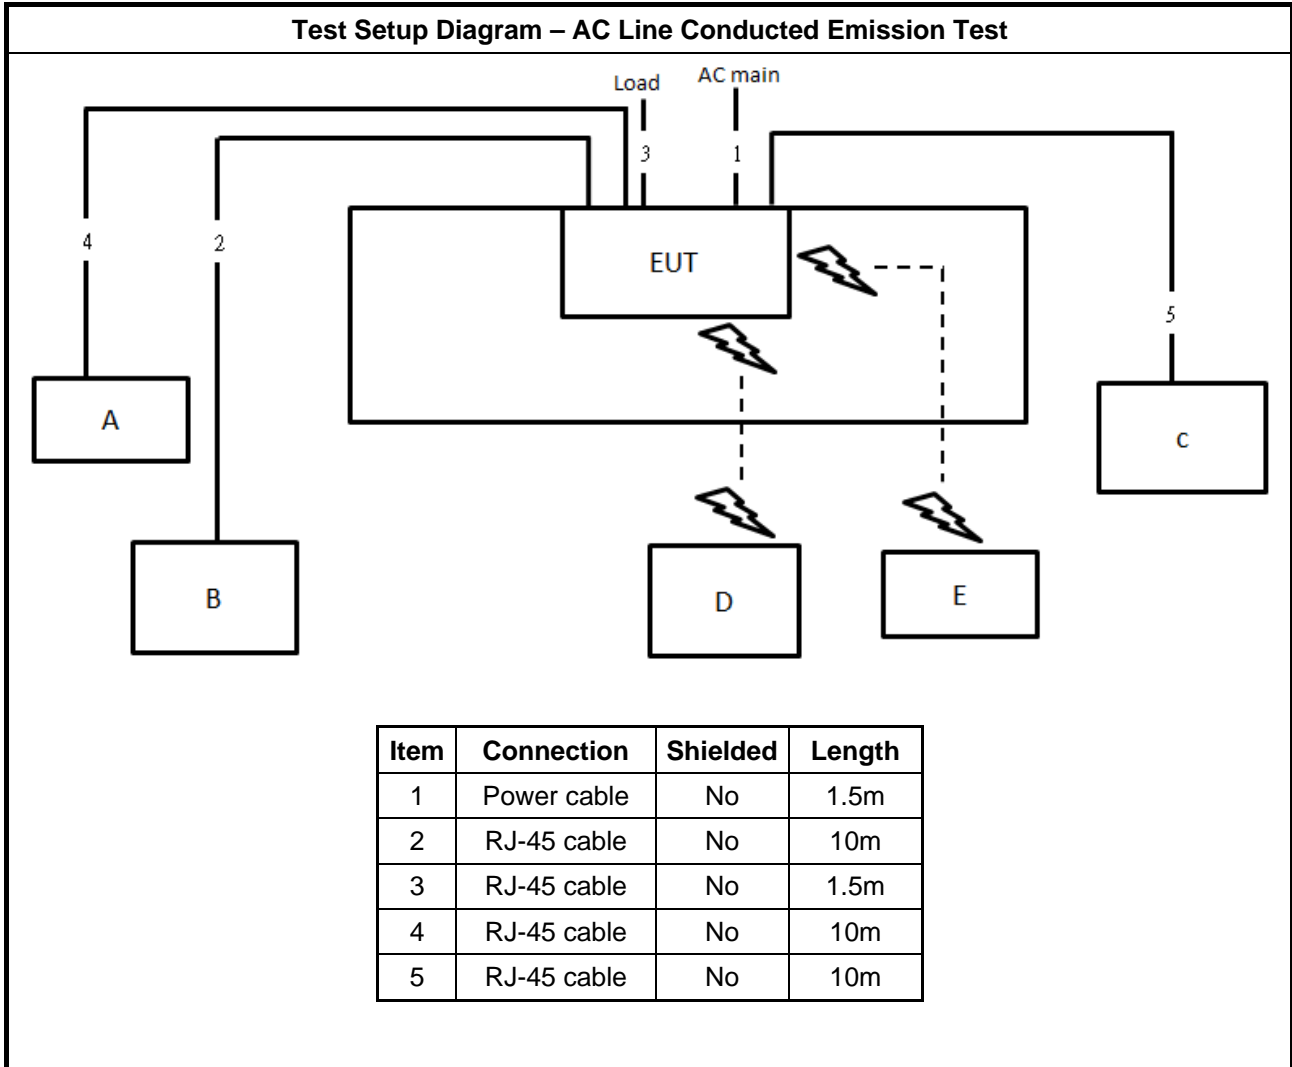 Test Setup Diagram – AC Line Conducted Emission Test
Load
AC main
3
1
4
2
EUT
5
A
c
B
D
E
Item Connection Shielded Length
1 Power cable No 1.5m
2 RJ-45 cable No 10m
3 RJ-45 cable No 1.5m
4 RJ-45 cable No 10m
5 RJ-45 cable No 10m